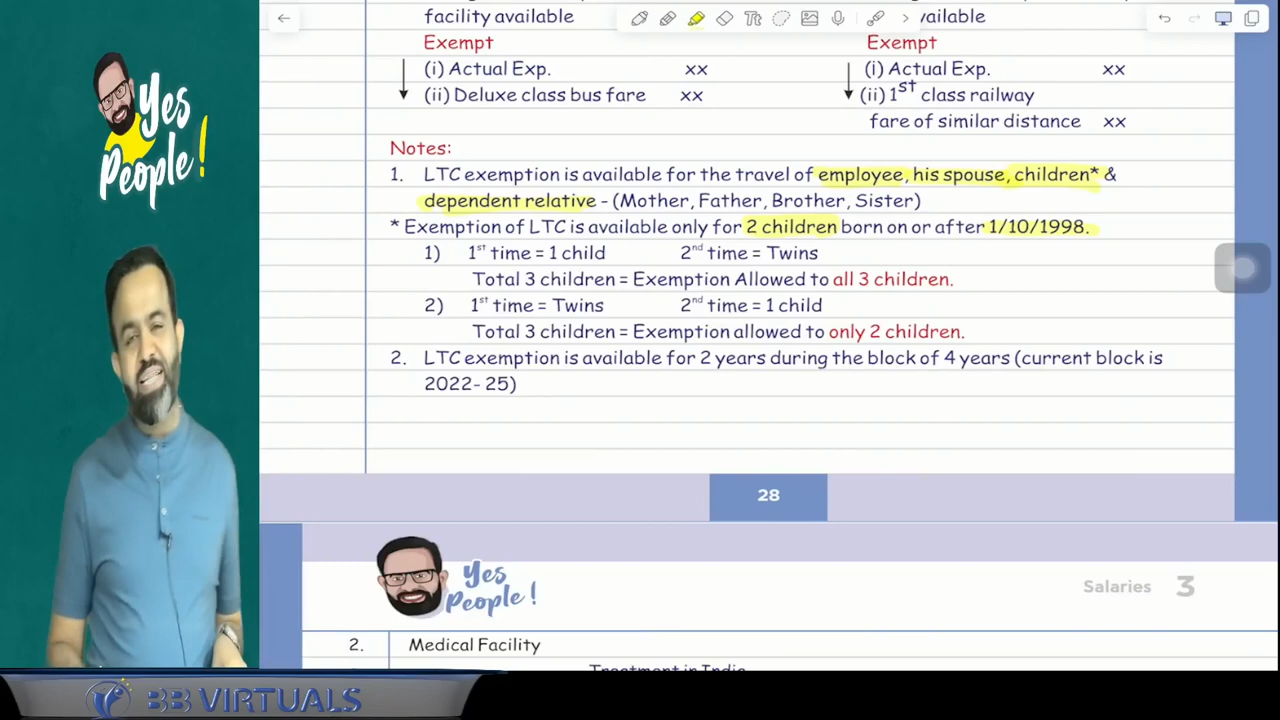 Yes
People!
facility available
vailable
Exempt
Exempt
(i) Actual Exp. xx
(i) Actual Exp. xx
(ii) Deluxe class bus fare xx
(ii) 1st class railway
fare of similar distance xx
Notes:
1. LTC exemption is available for the travel of employee, his spouse, children* &
dependent relative - (Mother, Father, Brother, Sister)
* Exemption of LTC is available only for 2 children born on or after 1/10/1998.
1) 1st time = 1 child 2nd time = Twins
Total 3 children = Exemption Allowed to all 3 children.
2) 1st time = Twins 2nd time = 1 child
Total 3 children = Exemption allowed to only 2 children.
2. LTC exemption is available for 2 years during the block of 4 years (current block is
2022- 25)
28
Yes
People!
Salaries 3
2. Medical Facility
Treatment in India
BB VIRTUALS